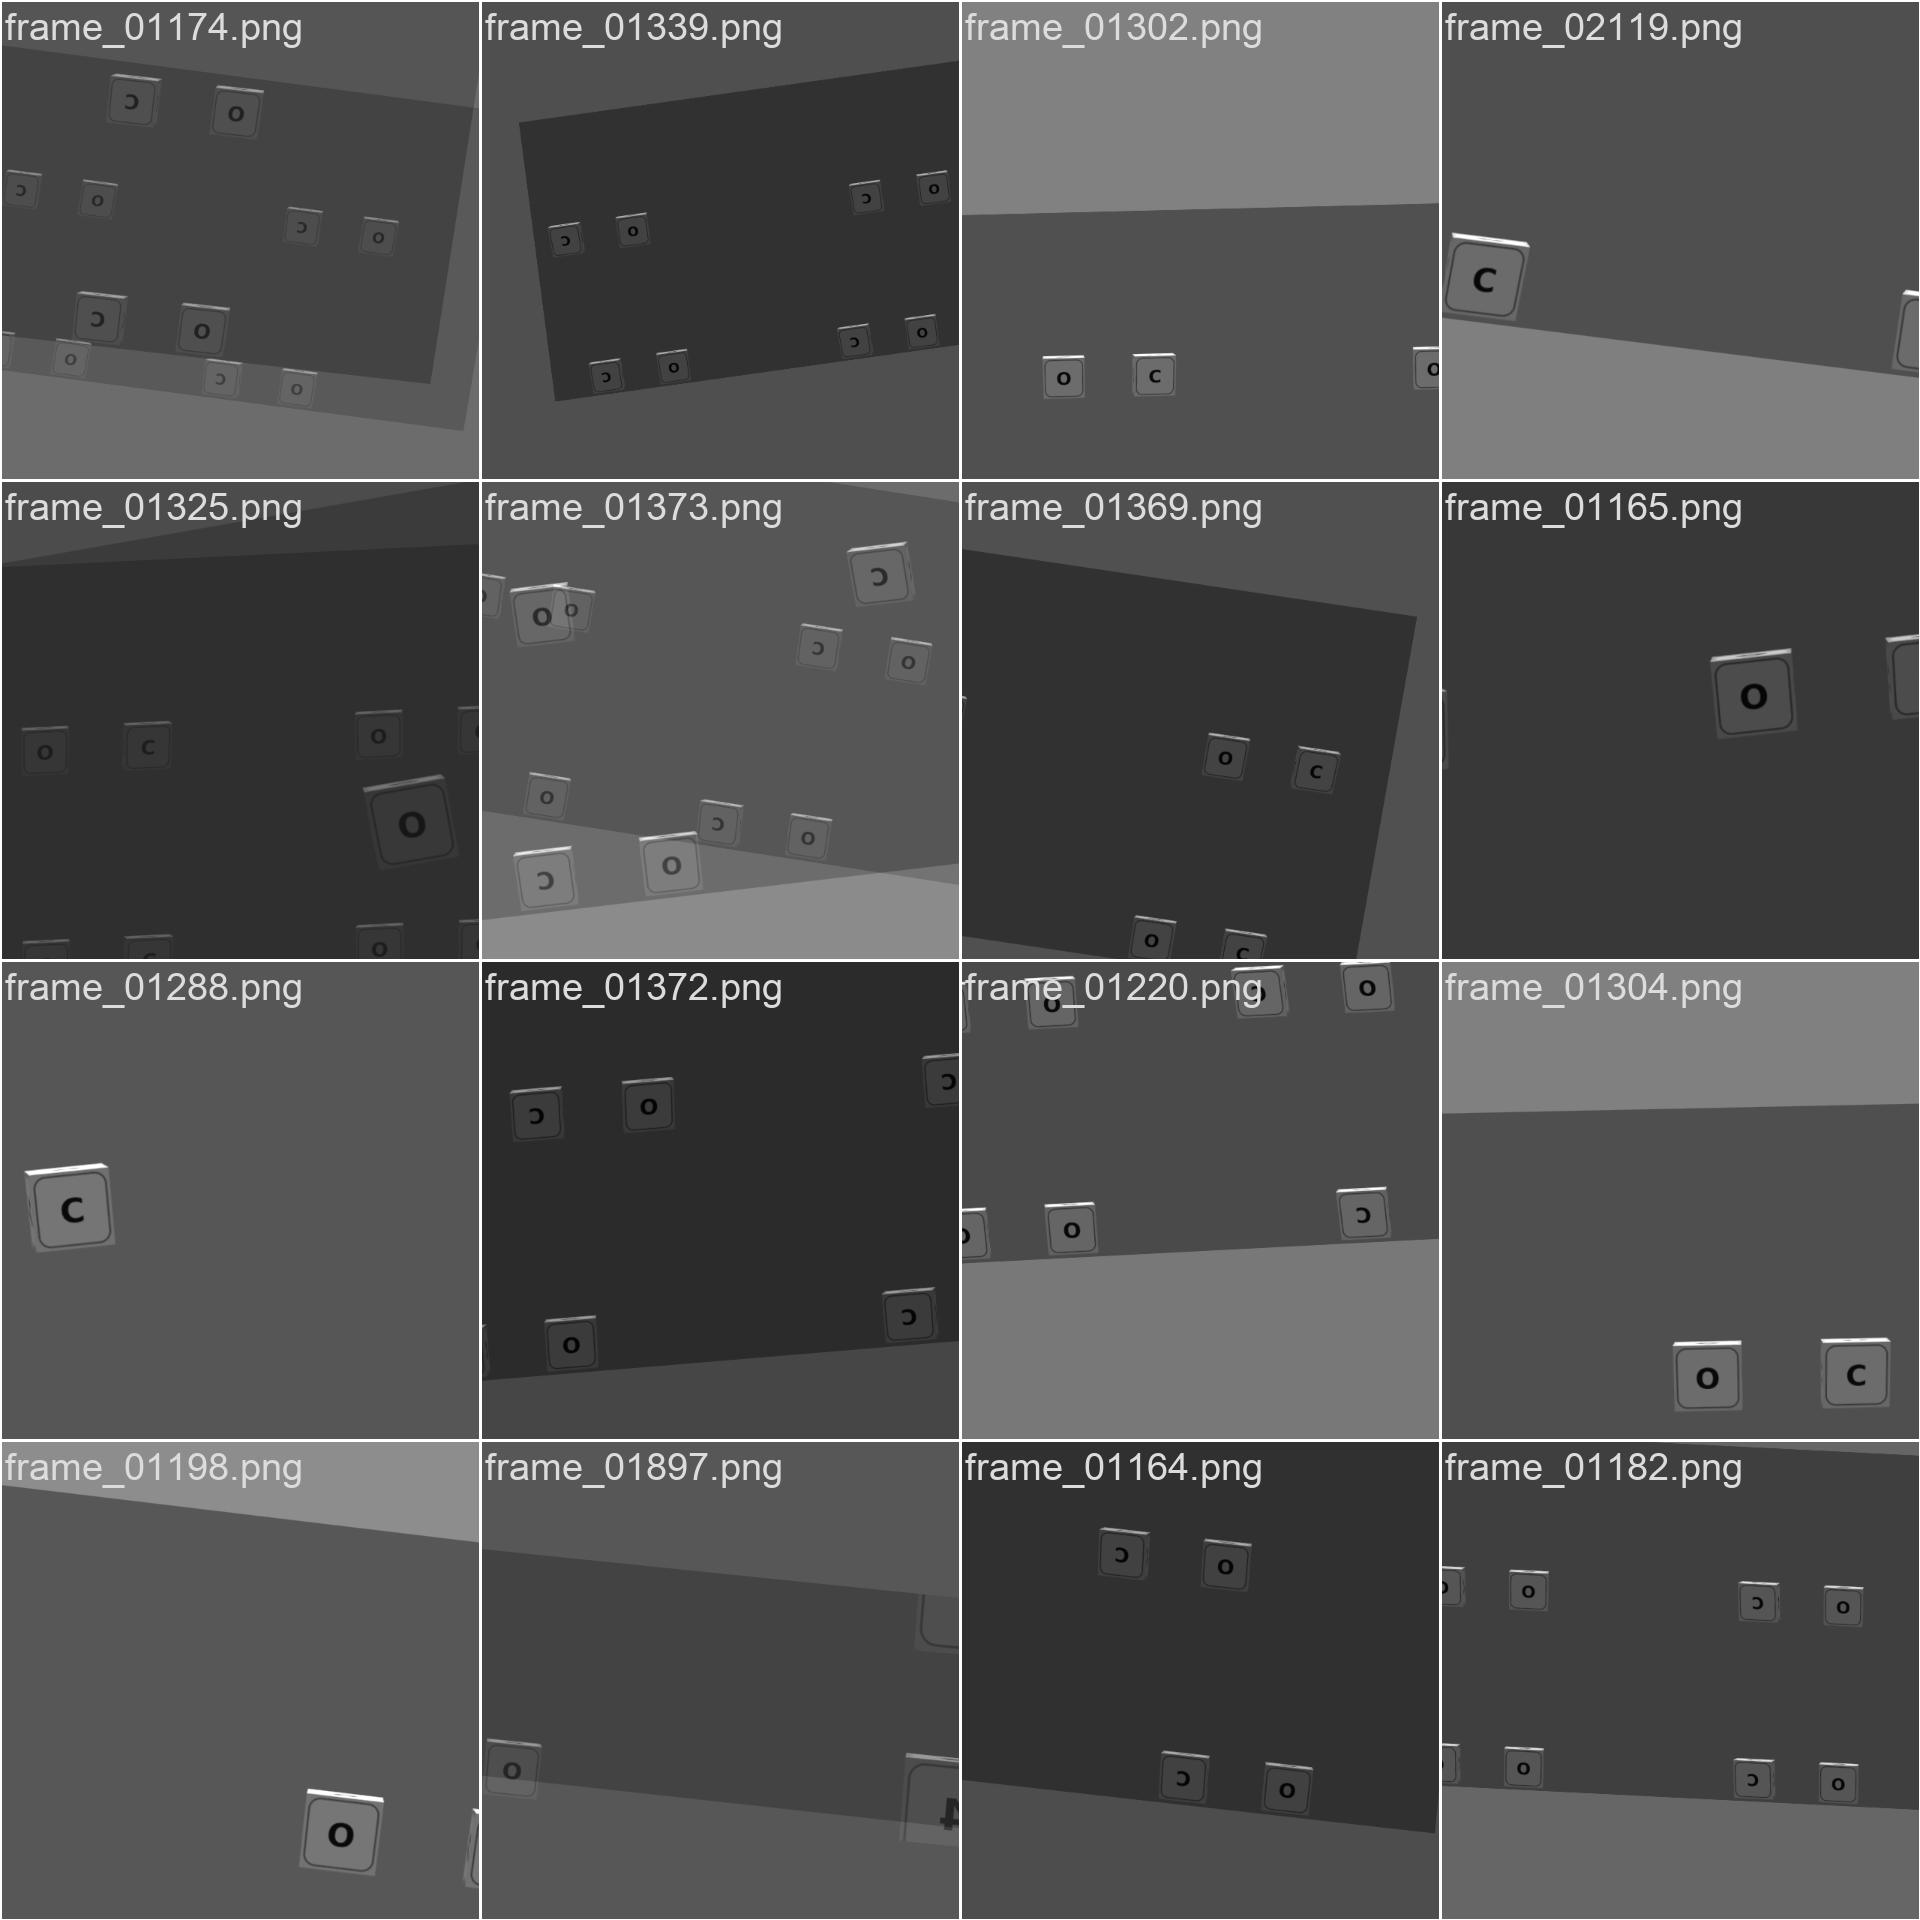 frame_01174.png
frame_01339.png
frame_01302.png
frame_02119.png
Ɔ O
Ɔ O
Ɔ O
Ɔ O
O
Ɔ O
Ɔ O
Ɔ O
Ɔ O
Ɔ O
O C O
C
frame_01325.png
frame_01373.png
frame_01369.png
frame_01165.png
O C O
O
O
Ɔ
O O
Ɔ O
O Ɔ O
Ɔ O
O C
O C
O
frame_01288.png
frame_01372.png
frame_01220.png
frame_01304.png
C
Ɔ O Ɔ
O Ɔ
O Ɔ O
O Ɔ
O C
frame_01198.png
frame_01897.png
frame_01164.png
frame_01182.png
O
O
Ɔ O
Ɔ O
O Ɔ O
O Ɔ O